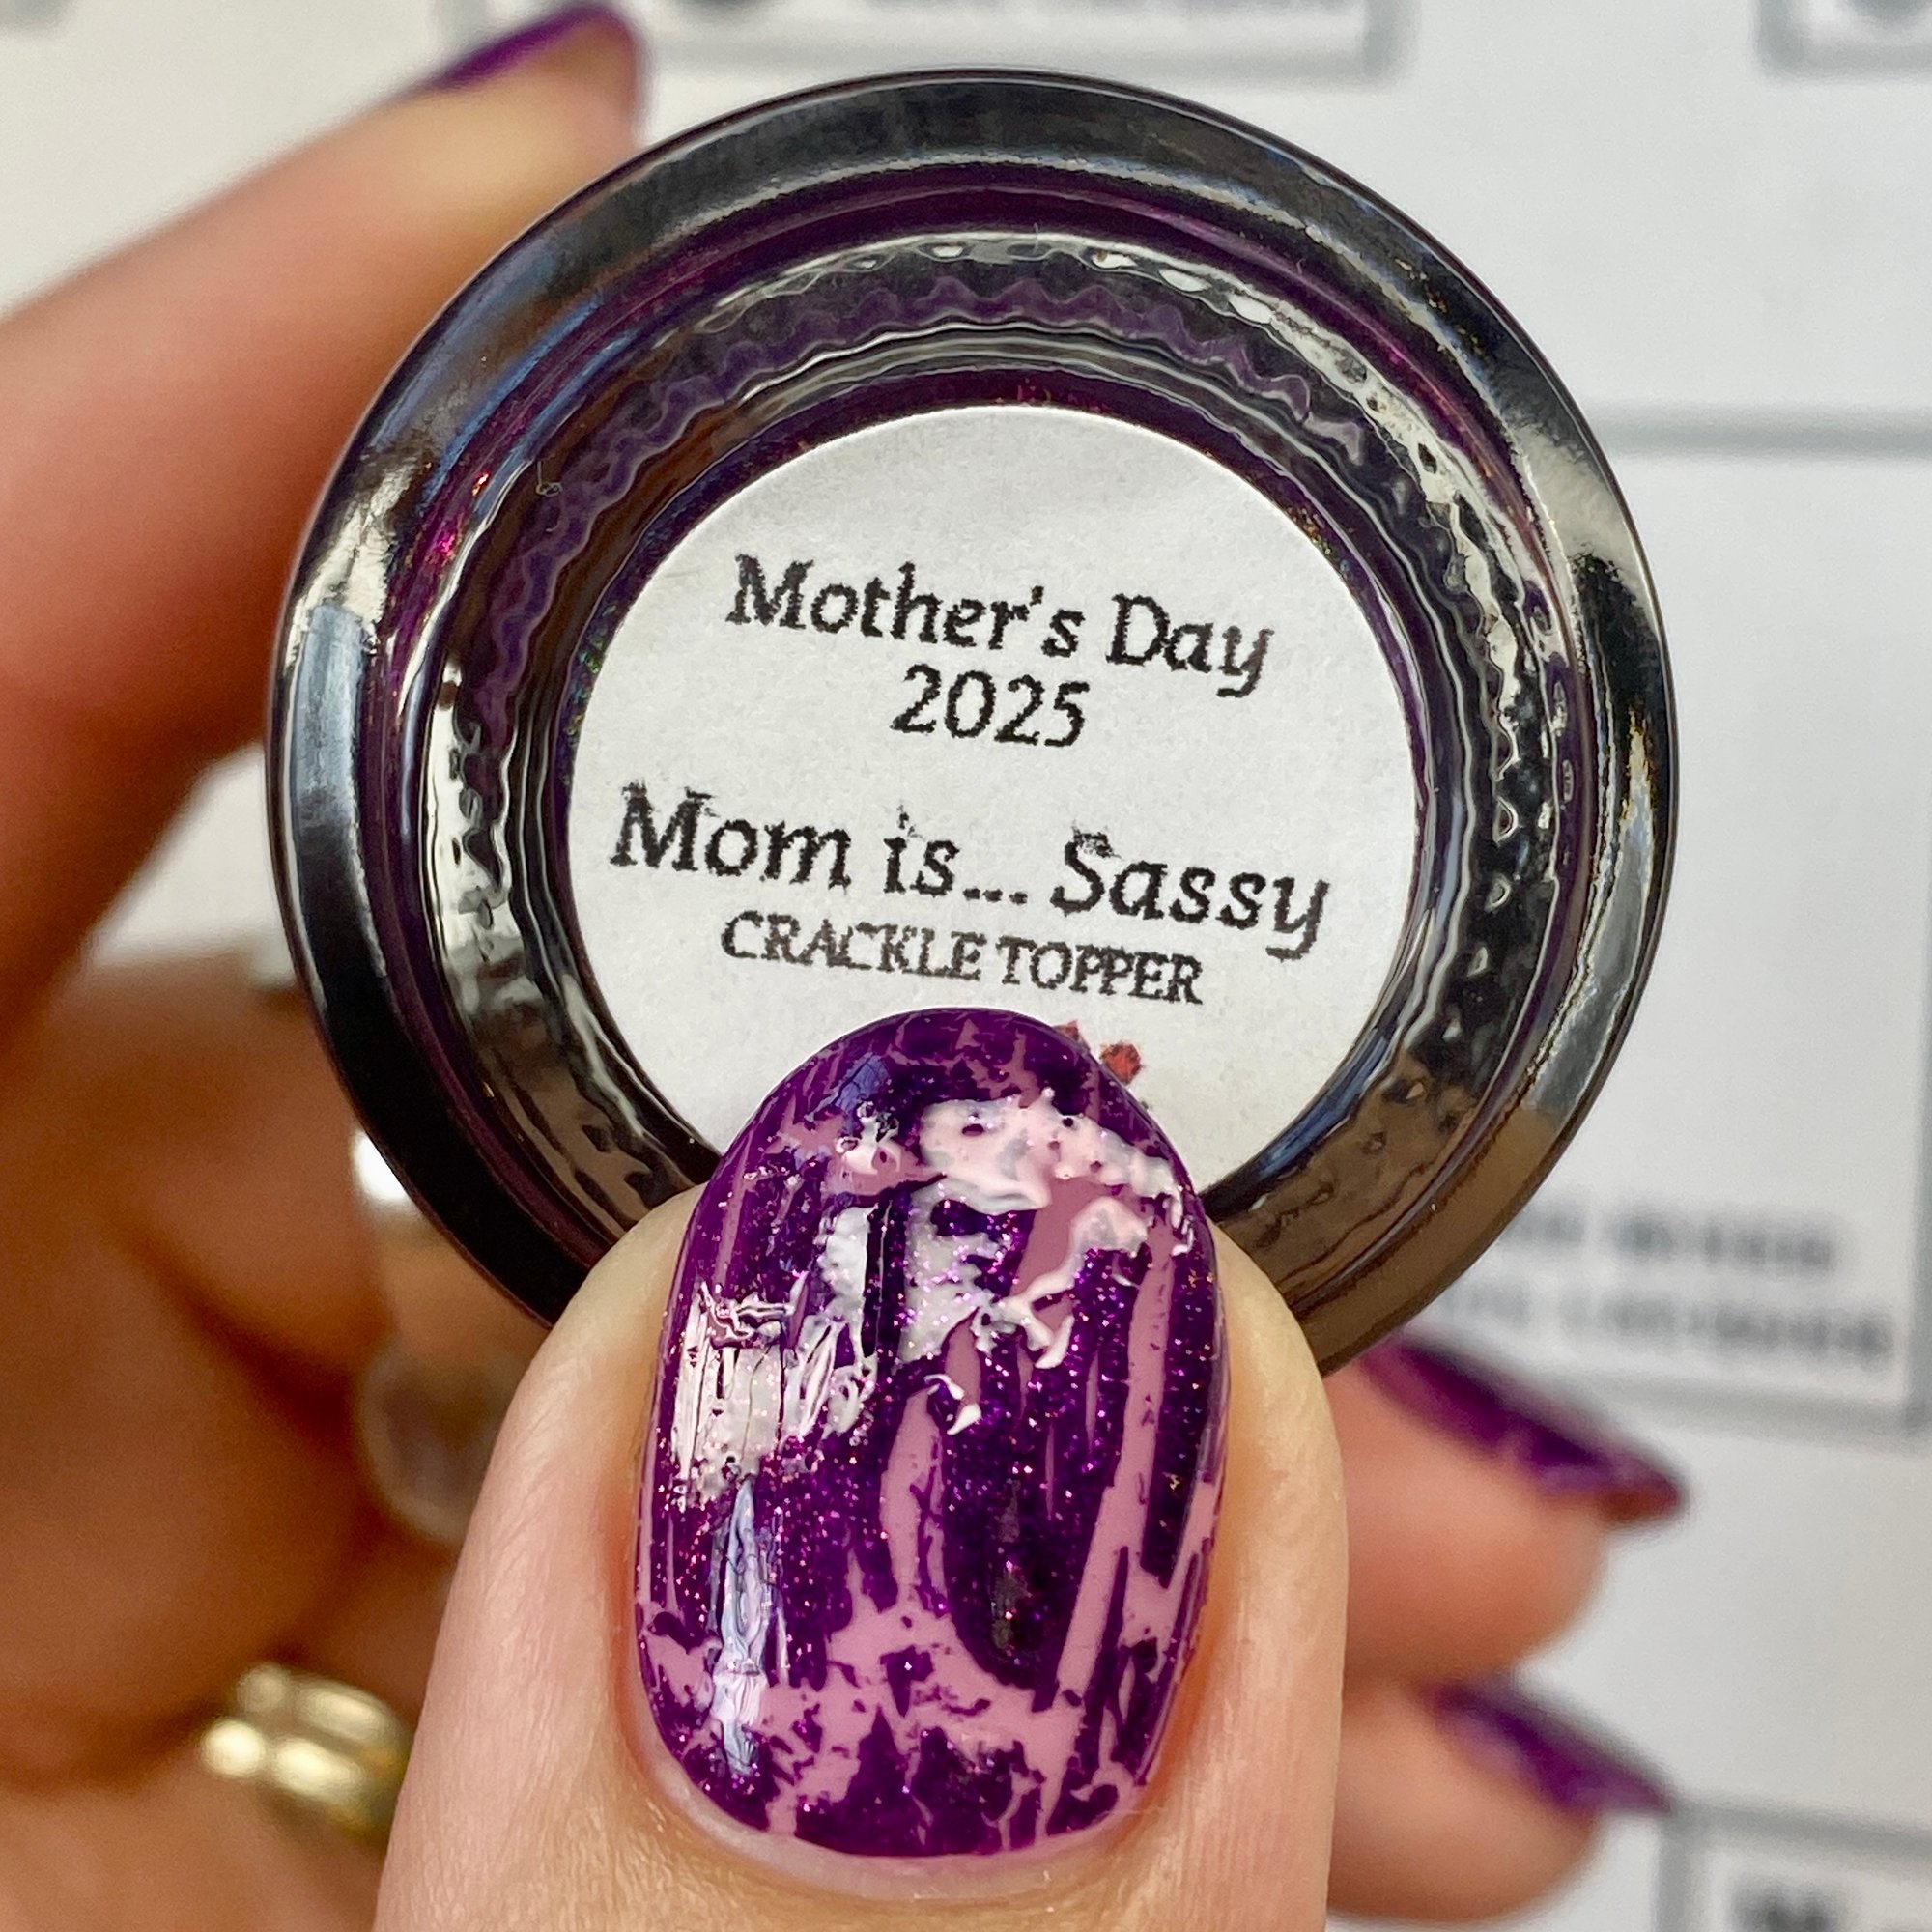 Mother's Day
2025
Mom is... Sassy
CRACKLE TOPPER